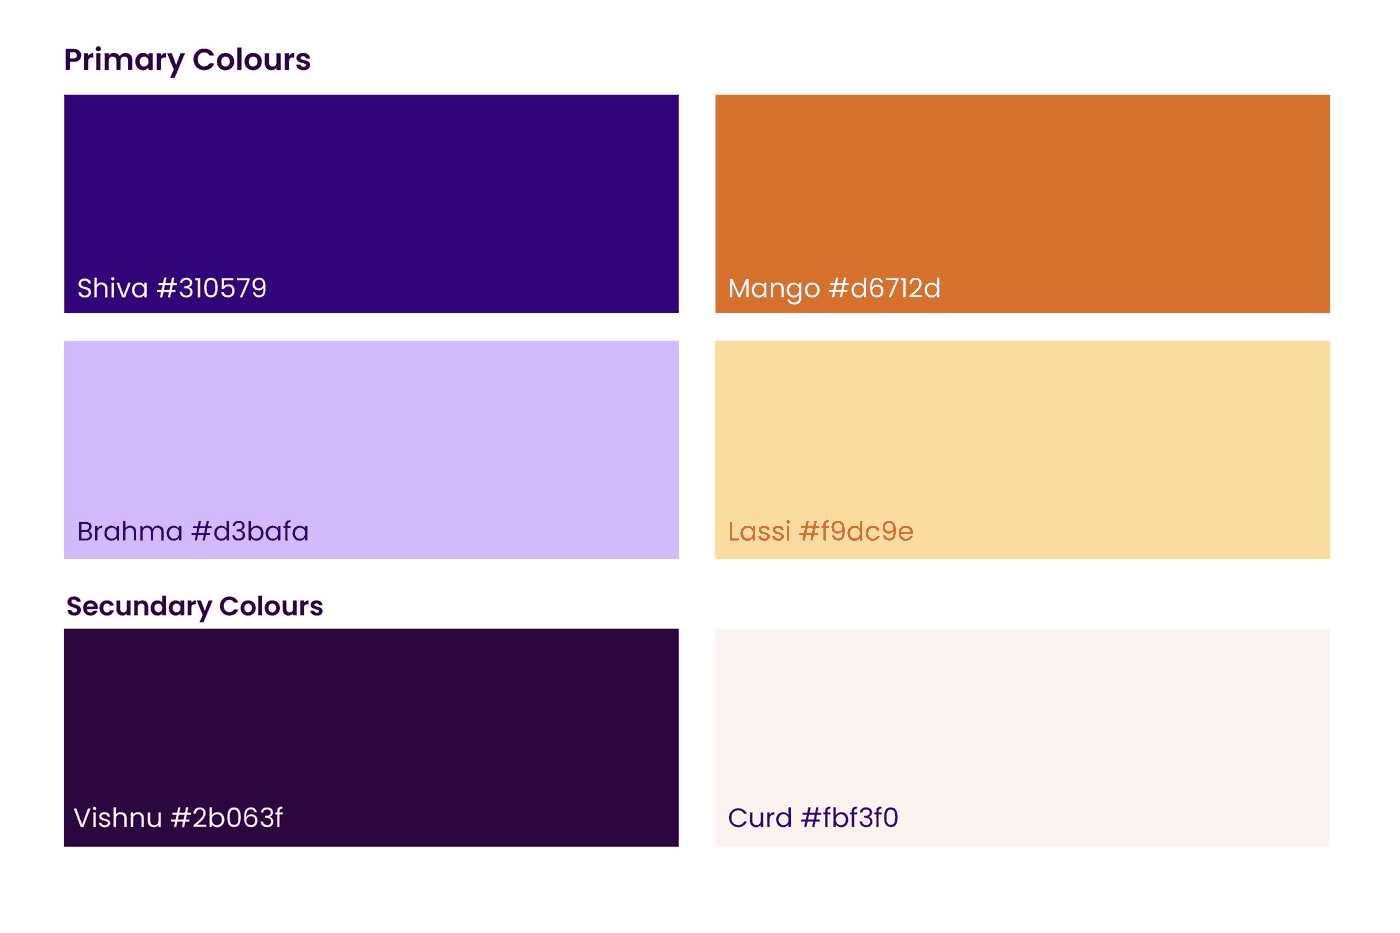 Primary Colours
Shiva #310579
Mango #d6712d
Brahma #d3bafa
Lassi #f9dc9e
Secundary Colours
Vishnu #2b063f
Curd #fbf3f0